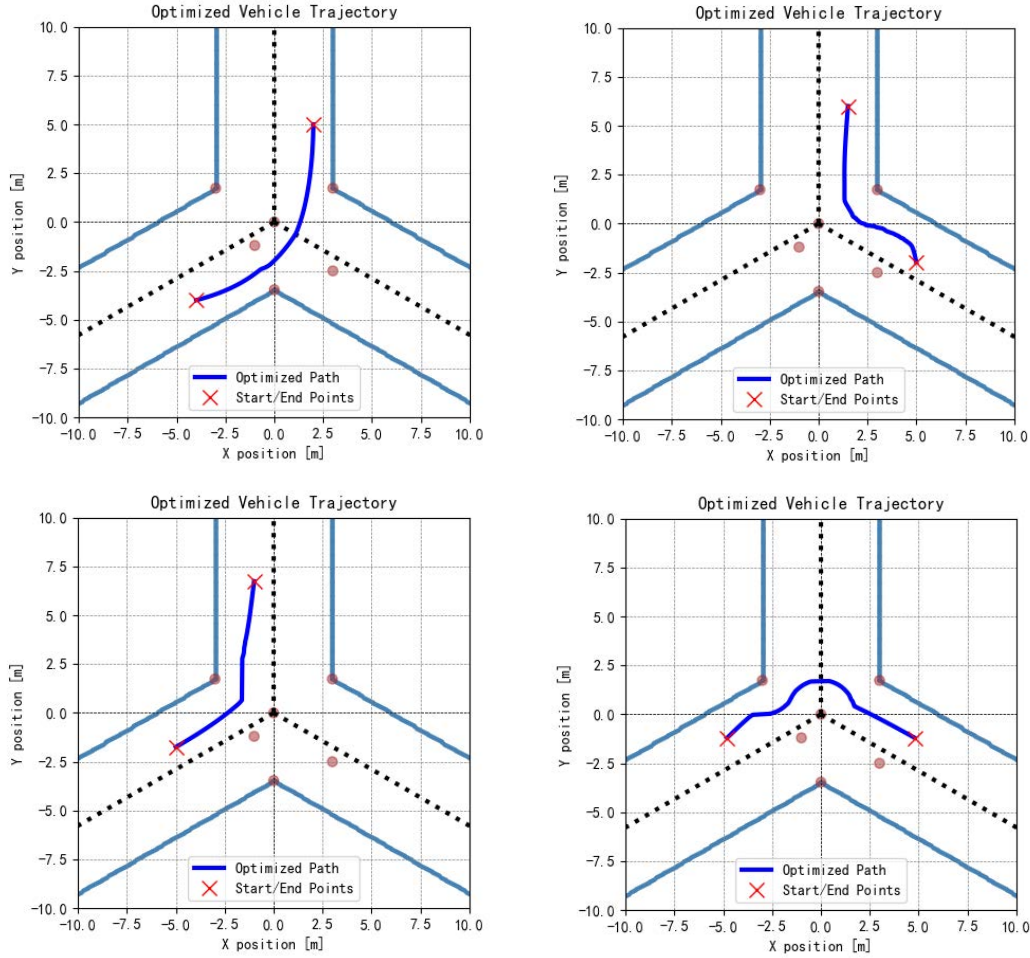 Optimized Vehicle Trajectory
10.0
7.5
5.0
2.5
0.0
−2.5
−5.0
−7.5
−10.0
Y position [m]
Optimized Path
Start/End Points
−10.0 −7.5 −5.0 −2.5 0.0 2.5 5.0 7.5 10.0
X position [m]
Optimized Vehicle Trajectory
10.0
7.5
5.0
2.5
0.0
−2.5
−5.0
−7.5
−10.0
Y position [m]
Optimized Path
Start/End Points
−10.0 −7.5 −5.0 −2.5 0.0 2.5 5.0 7.5 10.0
X position [m]
Optimized Vehicle Trajectory
10.0
7.5
5.0
2.5
0.0
−2.5
−5.0
−7.5
−10.0
Y position [m]
Optimized Path
Start/End Points
−10.0 −7.5 −5.0 −2.5 0.0 2.5 5.0 7.5 10.0
X position [m]
Optimized Vehicle Trajectory
10.0
7.5
5.0
2.5
0.0
−2.5
−5.0
−7.5
−10.0
Y position [m]
Optimized Path
Start/End Points
−10.0 −7.5 −5.0 −2.5 0.0 2.5 5.0 7.5 10.0
X position [m]